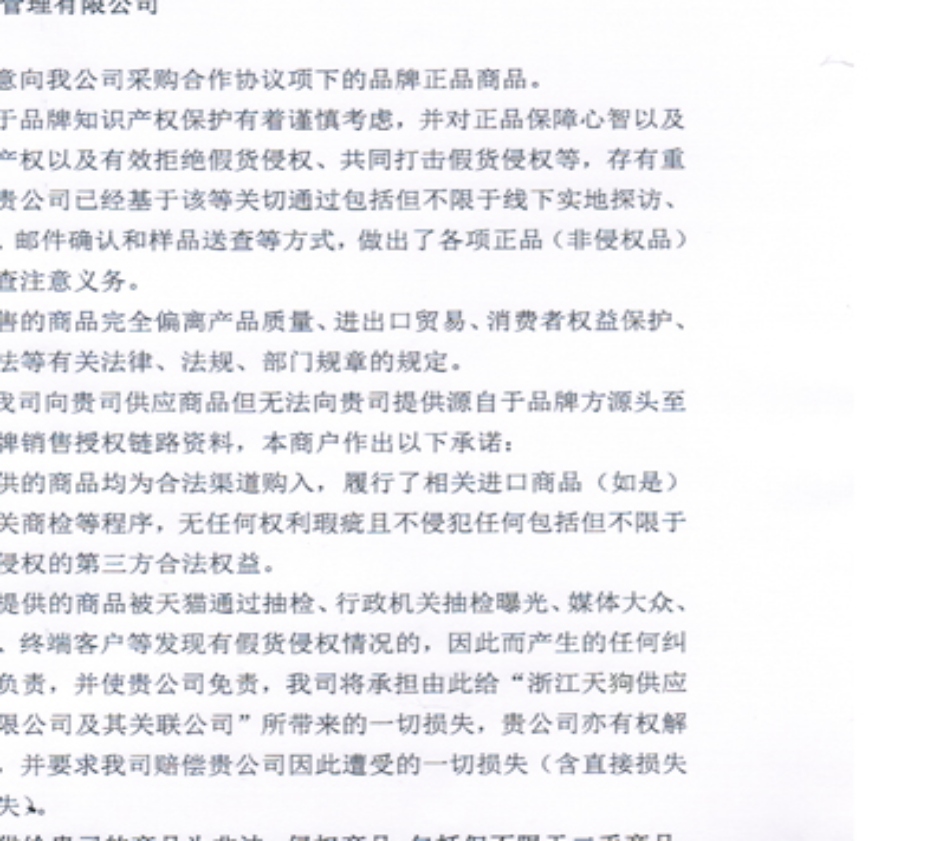 管理有限公司
意向我公司采购合作协议项下的品牌正品商品。
于品牌知识产权保护有着谨慎考虑，并对正品保障心智以及
产权以及有效拒绝假货侵权、共同打击假货侵权等，存有重
贵公司已经基于该等关切通过包括但不限于线下实地探访、
、邮件确认和样品送查等方式，做出了各项正品（非侵权品）
查注意义务。
售的商品完全偏离产品质量、进出口贸易、消费者权益保护、
法等有关法律、法规、部门规章的规定。
我司向贵司供应商品但无法向贵司提供源自于品牌方源头至
牌销售授权链路资料，本商户作出以下承诺：
供的商品均为合法渠道购入，履行了相关进口商品（如是）
关商检等程序，无任何权利瑕疵且不侵犯任何包括但不限于
侵权的第三方合法权益。
提供的商品被天猫通过抽检、行政机关抽检曝光、媒体大众、
、终端客户等发现有假货侵权情况的，因此而产生的任何纠
负责，并使贵公司免责，我司将承担由此给“浙江天狗供应
限公司及其关联公司”所带来的一切损失，贵公司亦有权解
，并要求我司赔偿贵公司因此遭受的一切损失（含直接损失
失）。